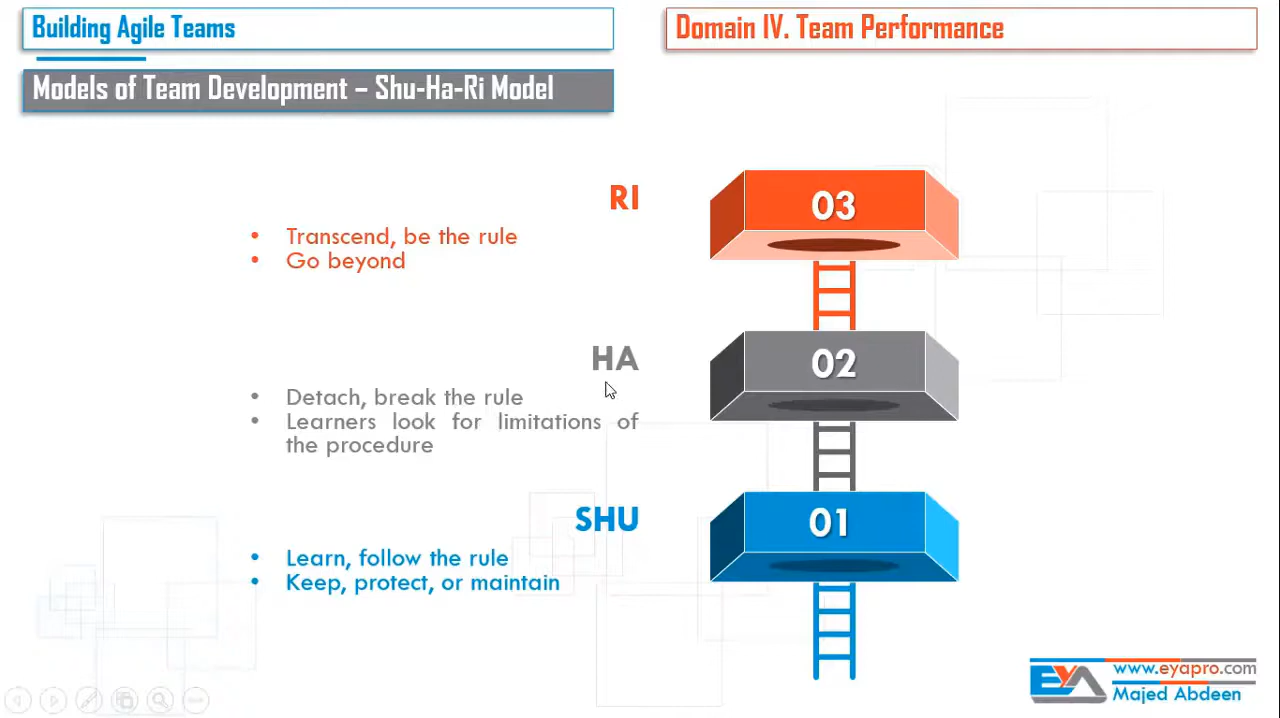 Building Agile Teams
Domain IV. Team Performance
Models of Team Development – Shu-Ha-Ri Model
RI
• Transcend, be the rule
• Go beyond
03
HA
• Detach, break the rule
• Learners look for limitations of
the procedure
02
SHU
• Learn, follow the rule
• Keep, protect, or maintain
01
EYA
www.eyapro.com
Majed Abdeen